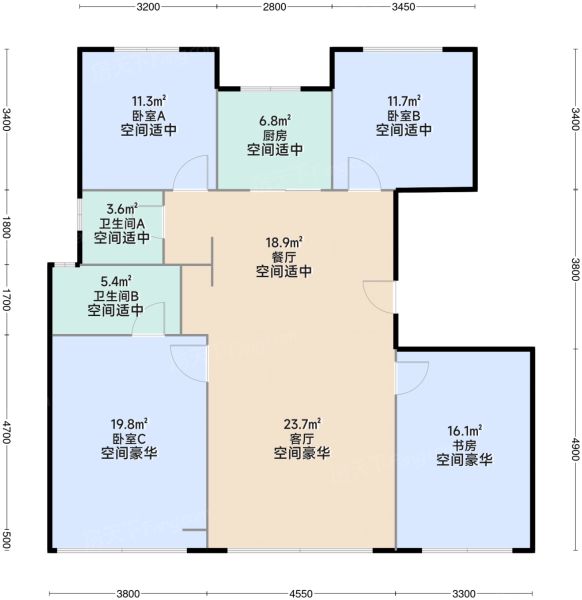 3200 2800 3450
3400
1800
1700
4700
500
3400
3800
4900
11.3㎡
卧室A
空间适中
6.8㎡
厨房
空间适中
11.7㎡
卧室B
空间适中
3.6㎡
卫生间A
空间适中
18.9㎡
餐厅
空间适中
5.4㎡
卫生间B
空间适中
19.8㎡
卧室C
空间豪华
23.7㎡
客厅
空间豪华
16.1㎡
书房
空间豪华
3800 4550 3300